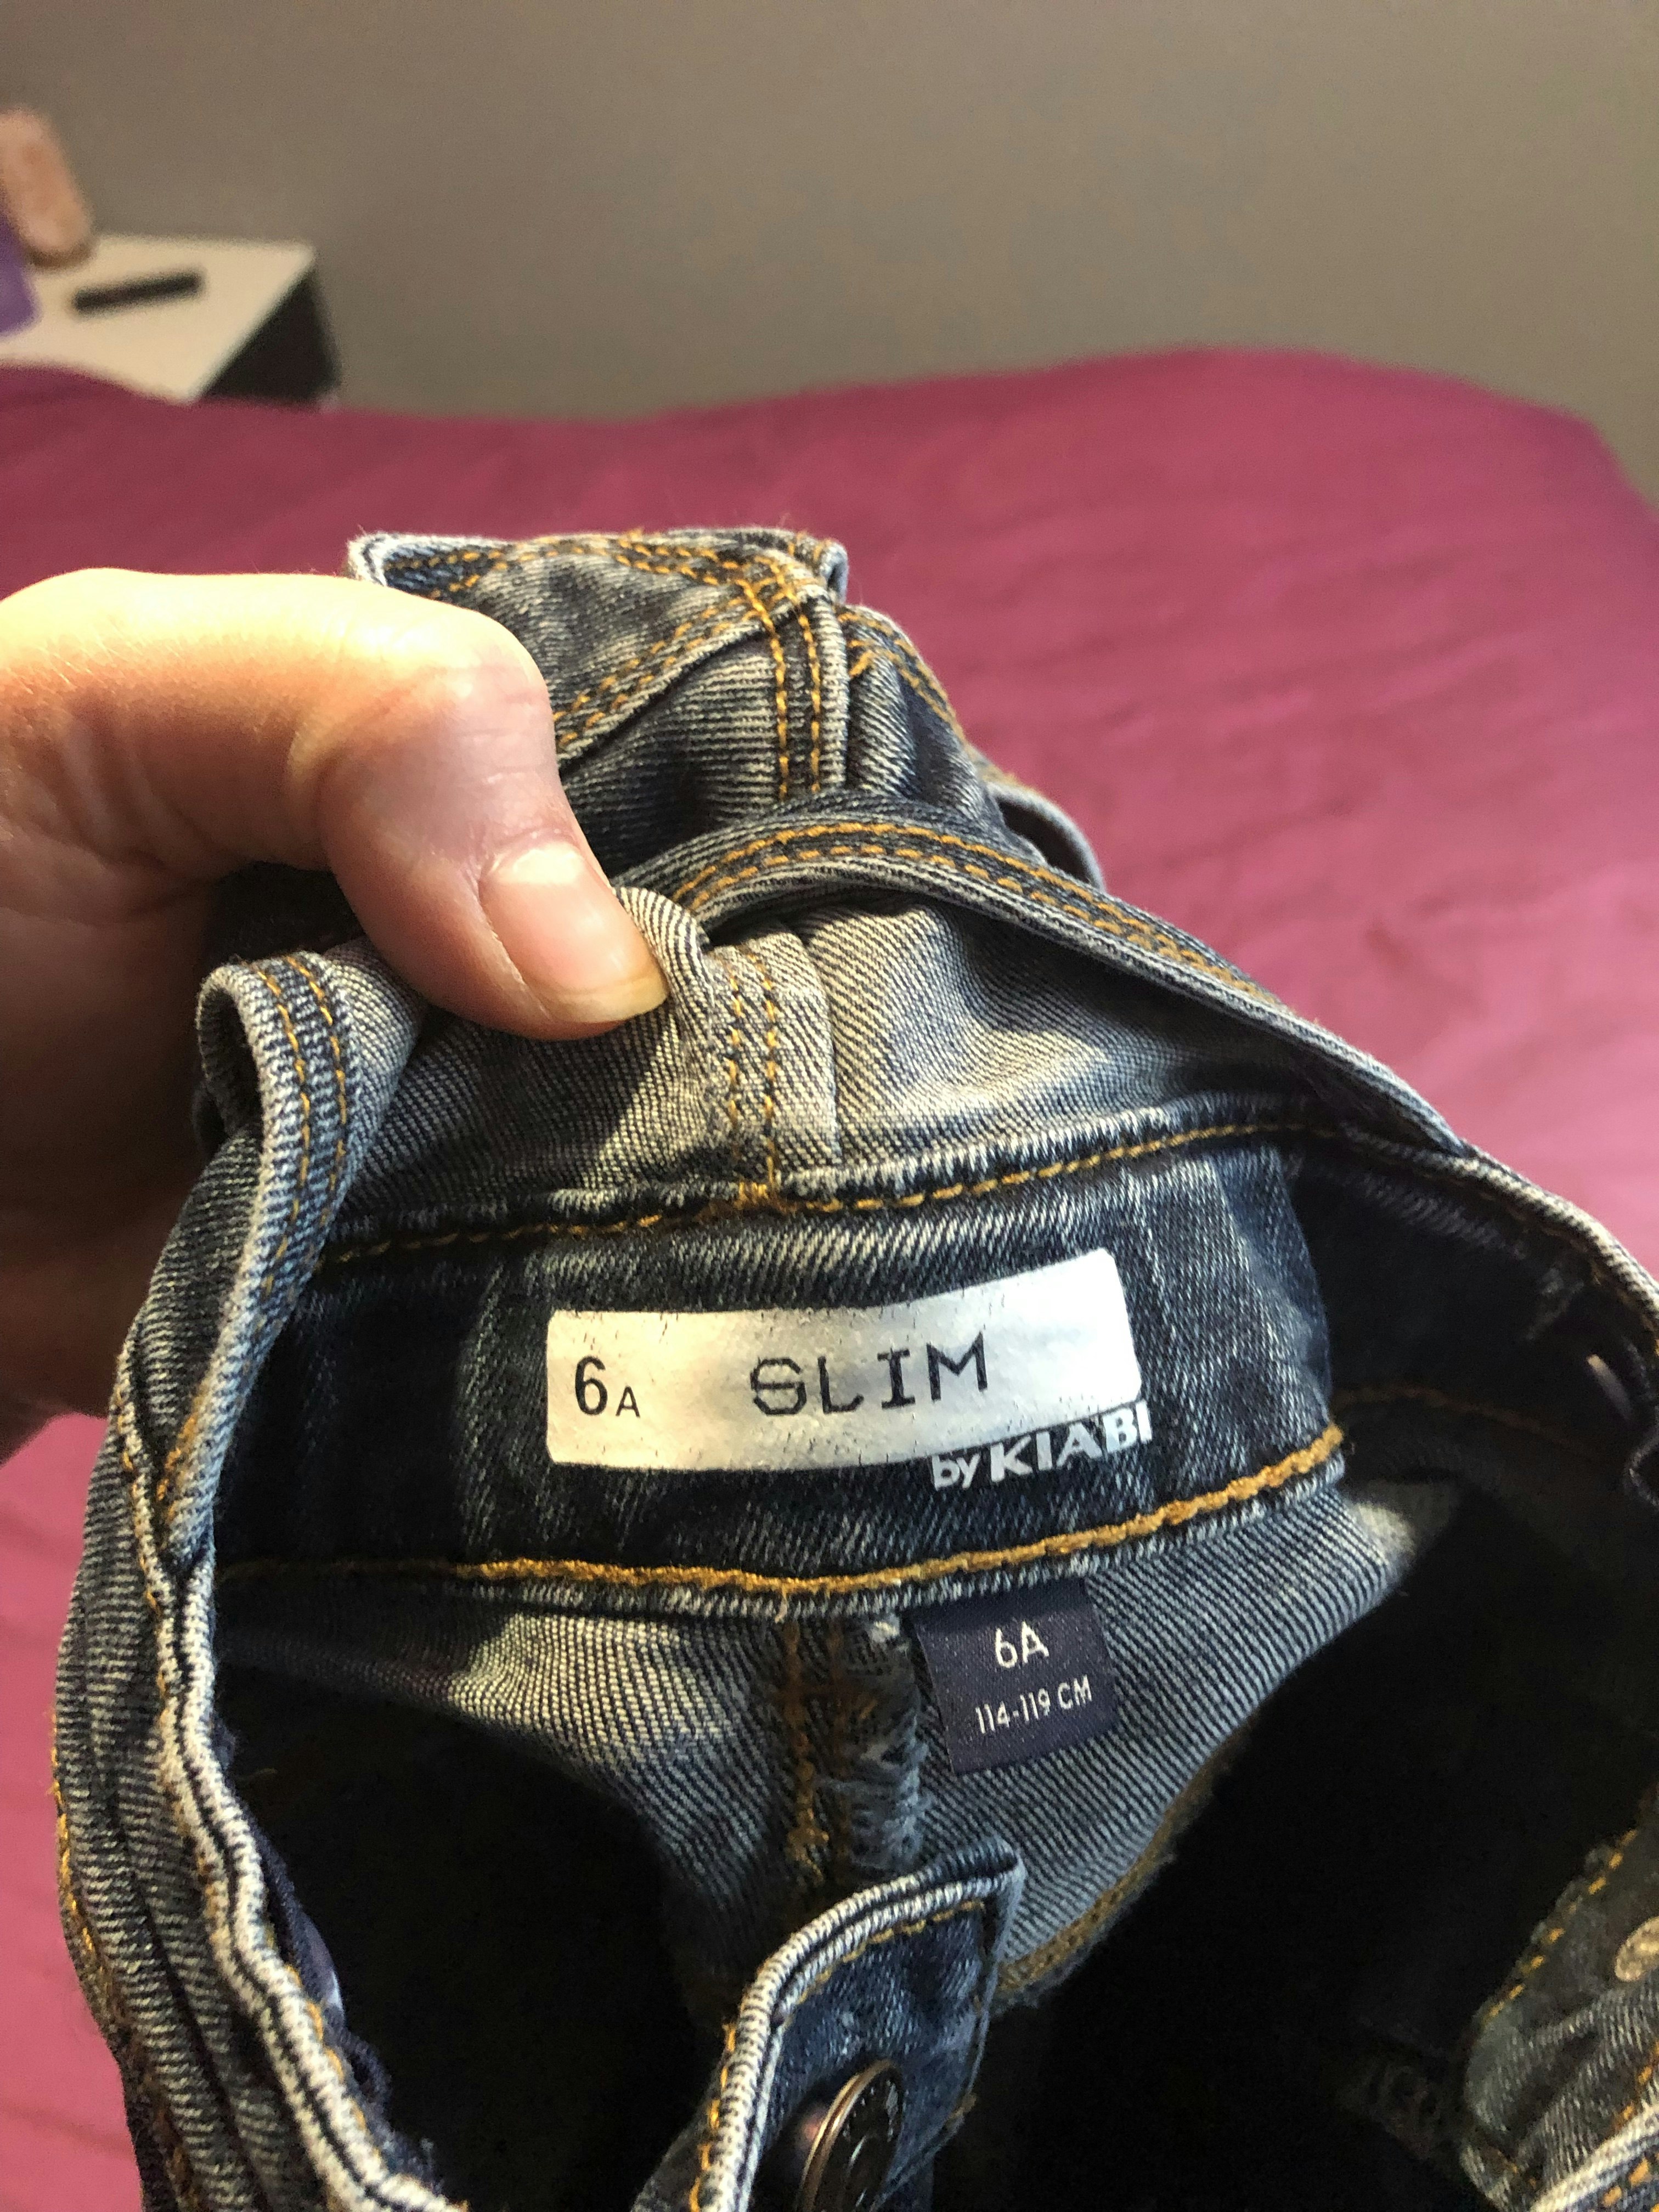 6A SLIM
by KIABI
6A
114-119 CM